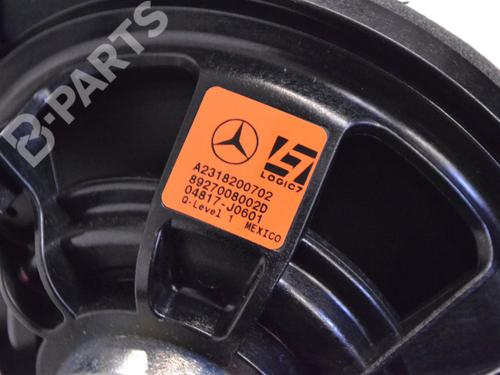 B-PARTS
LOGIC7
A2318200702
8927008002D
04817-J0601
Q-Level 1 MEXICO